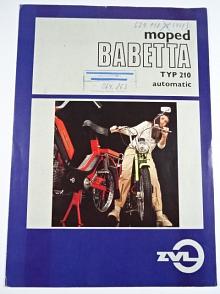 moped
BABETTA
TYP 210
automatic
ZVL